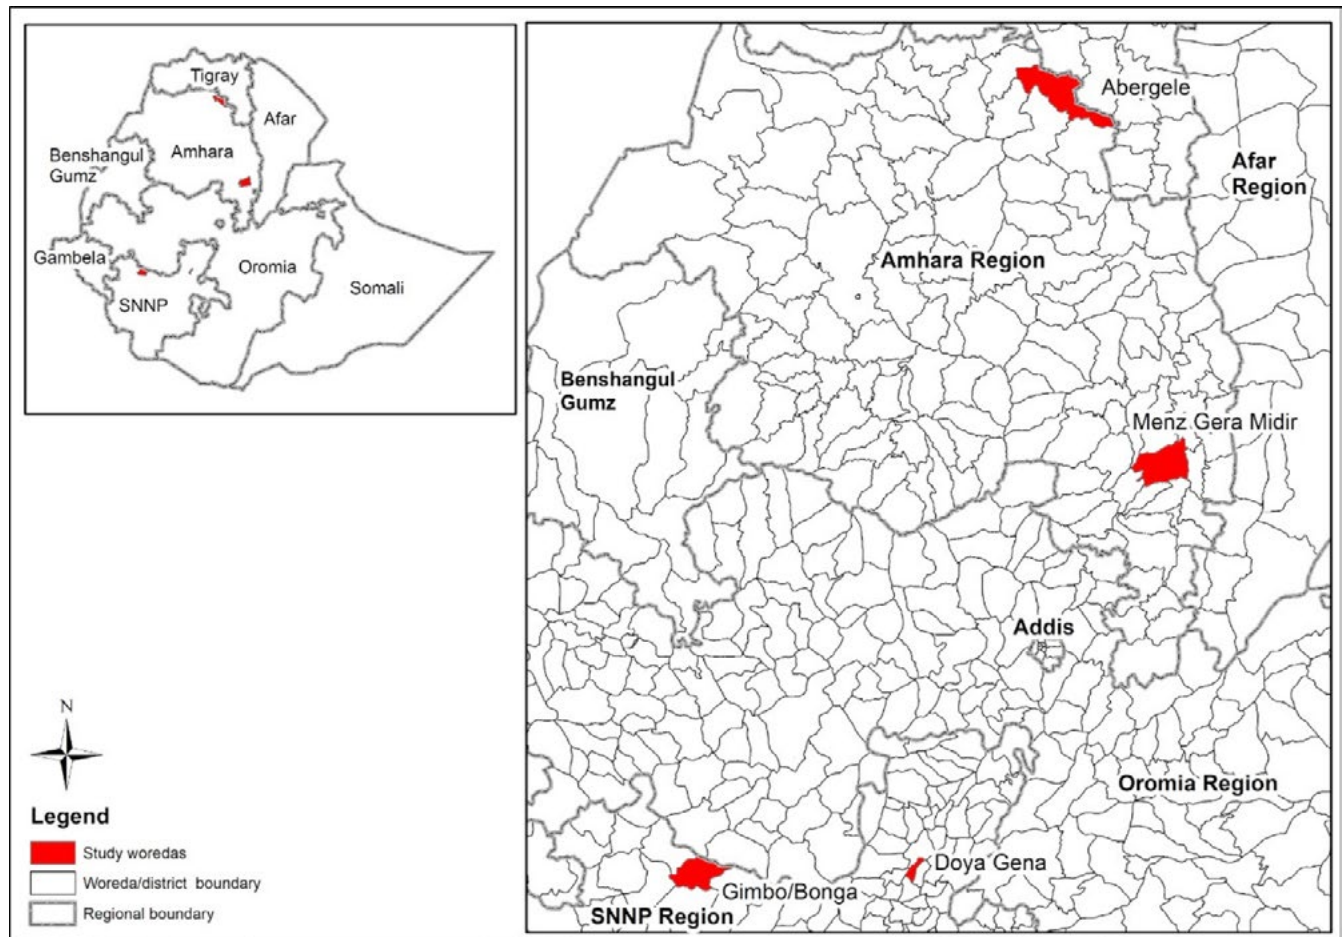 Tigray
Afar
Amhara
Benshangul
Gumz
Gambela
Oromia
SNNP
Somali
Abergele
Afar
Region
Amhara Region
Benshangul
Gumz
Menz Gera Midir
Addis
Oromia Region
Doya Gena
Gimbo/Bonga
SNNP Region
N
Legend
Study woredas
Woreda/district boundary
Regional boundary